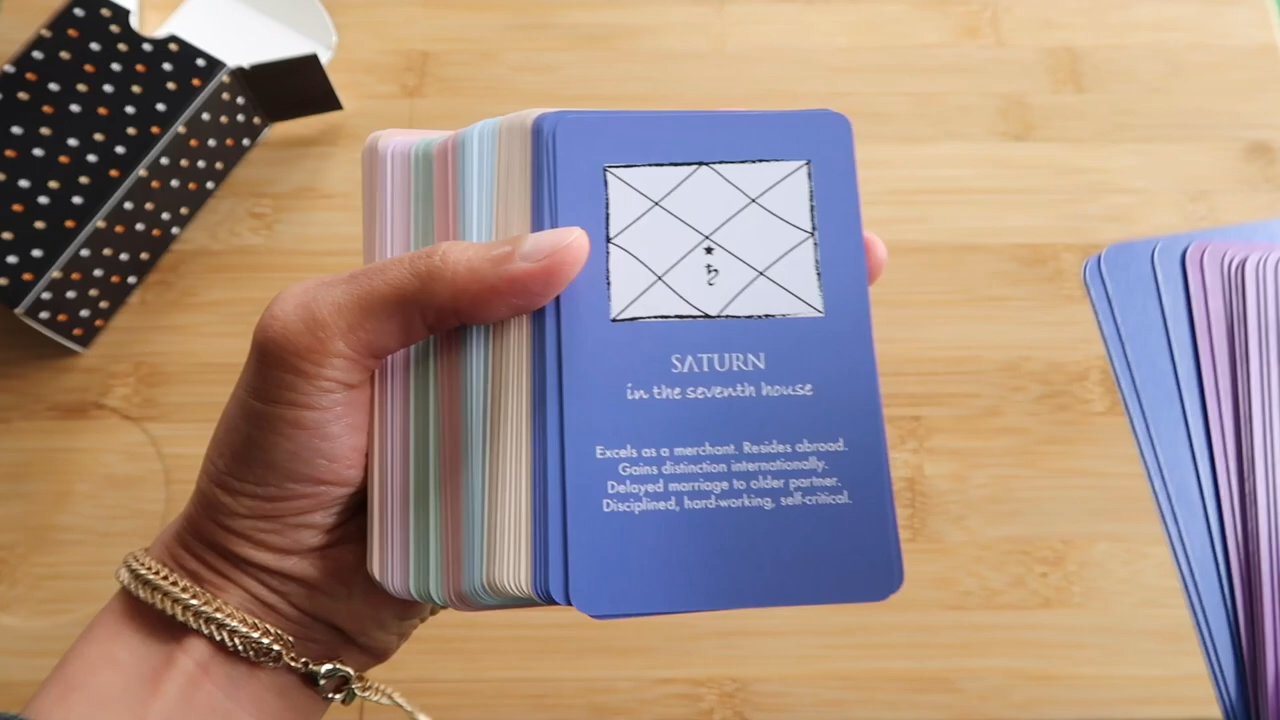 SATURN
in the seventh house
Excels as a merchant. Resides abroad.
Gains distinction internationally.
Delayed marriage to older partner.
Disciplined, hard-working, self-critical.